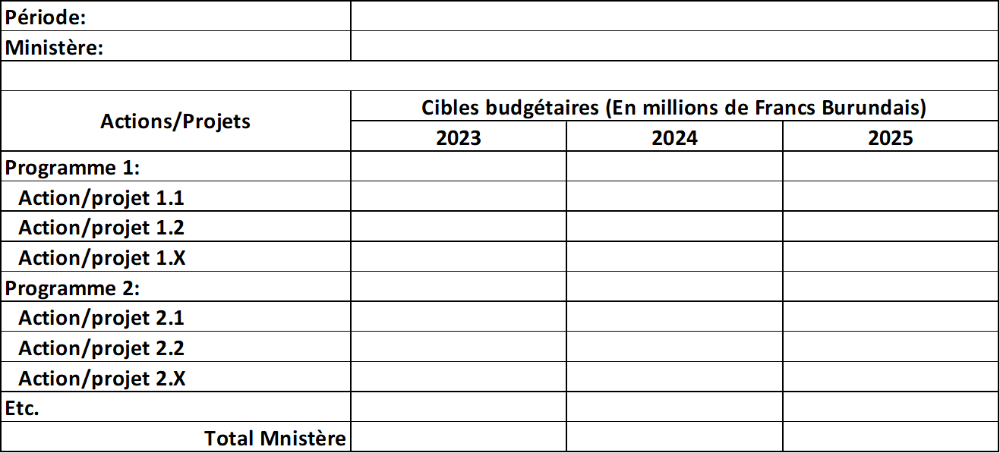 Période:
Ministère:
Actions/Projets
Cibles budgétaires (En millions de Francs Burundais)
2023 2024 2025
Programme 1:
Action/projet 1.1
Action/projet 1.2
Action/projet 1.X
Programme 2:
Action/projet 2.1
Action/projet 2.2
Action/projet 2.X
Etc.
Total Mnistère